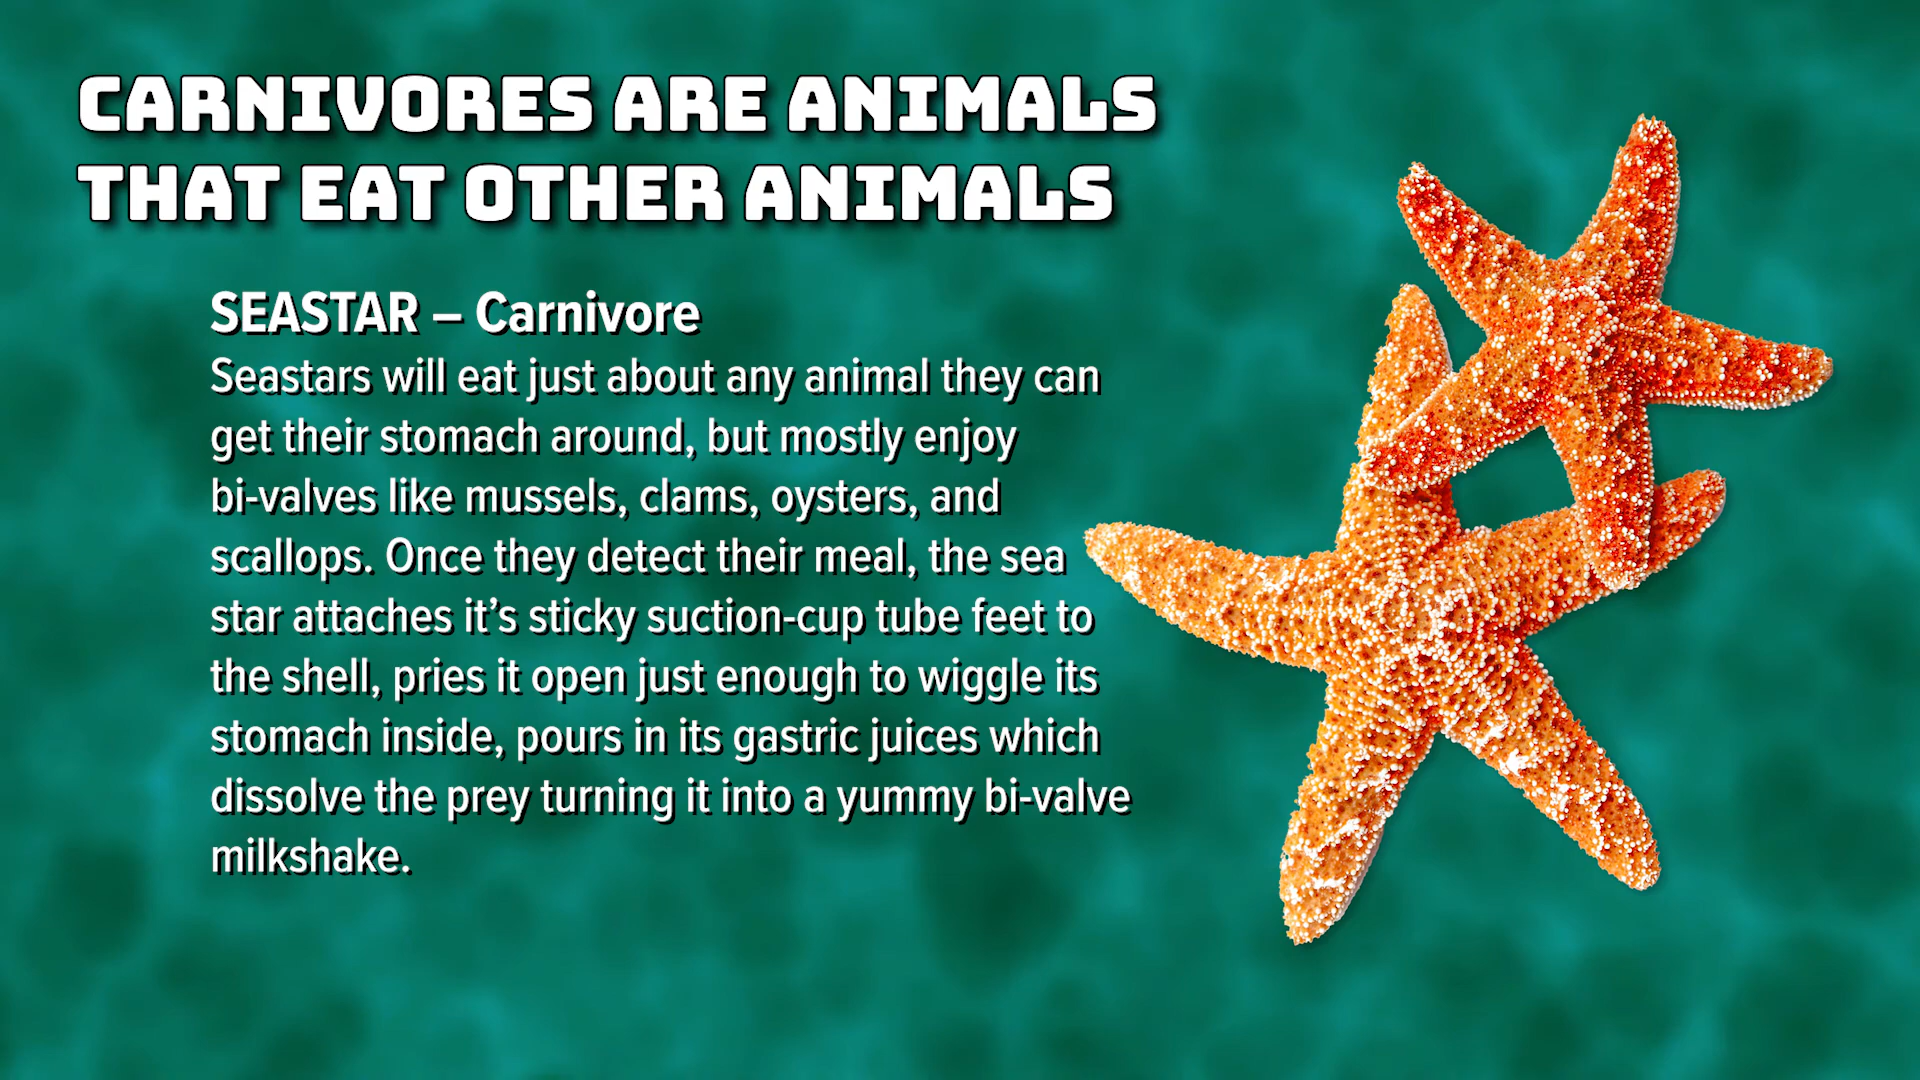 CARNIVORES ARE ANIMALS
THAT EAT OTHER ANIMALS
SEASTAR – Carnivore
Seastars will eat just about any animal they can
get their stomach around, but mostly enjoy
bi-valves like mussels, clams, oysters, and
scallops. Once they detect their meal, the sea
star attaches it’s sticky suction-cup tube feet to
the shell, pries it open just enough to wiggle its
stomach inside, pours in its gastric juices which
dissolve the prey turning it into a yummy bi-valve
milkshake.